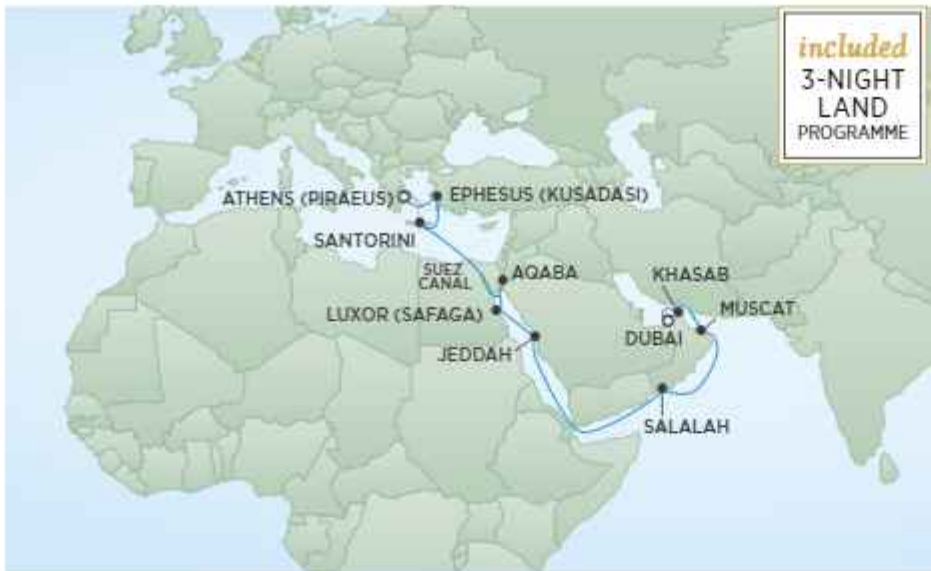 included
3-NIGHT
LAND
PROGRAMME
ATHENS (PIRAEUS)
EPHESUS (KUSADASI)
SANTORINI
SUEZ
CANAL
AQABA
KHASAB
LUXOR (SAFAGA)
MUSCAT
DUBAI
JEDDAH
SALALAH